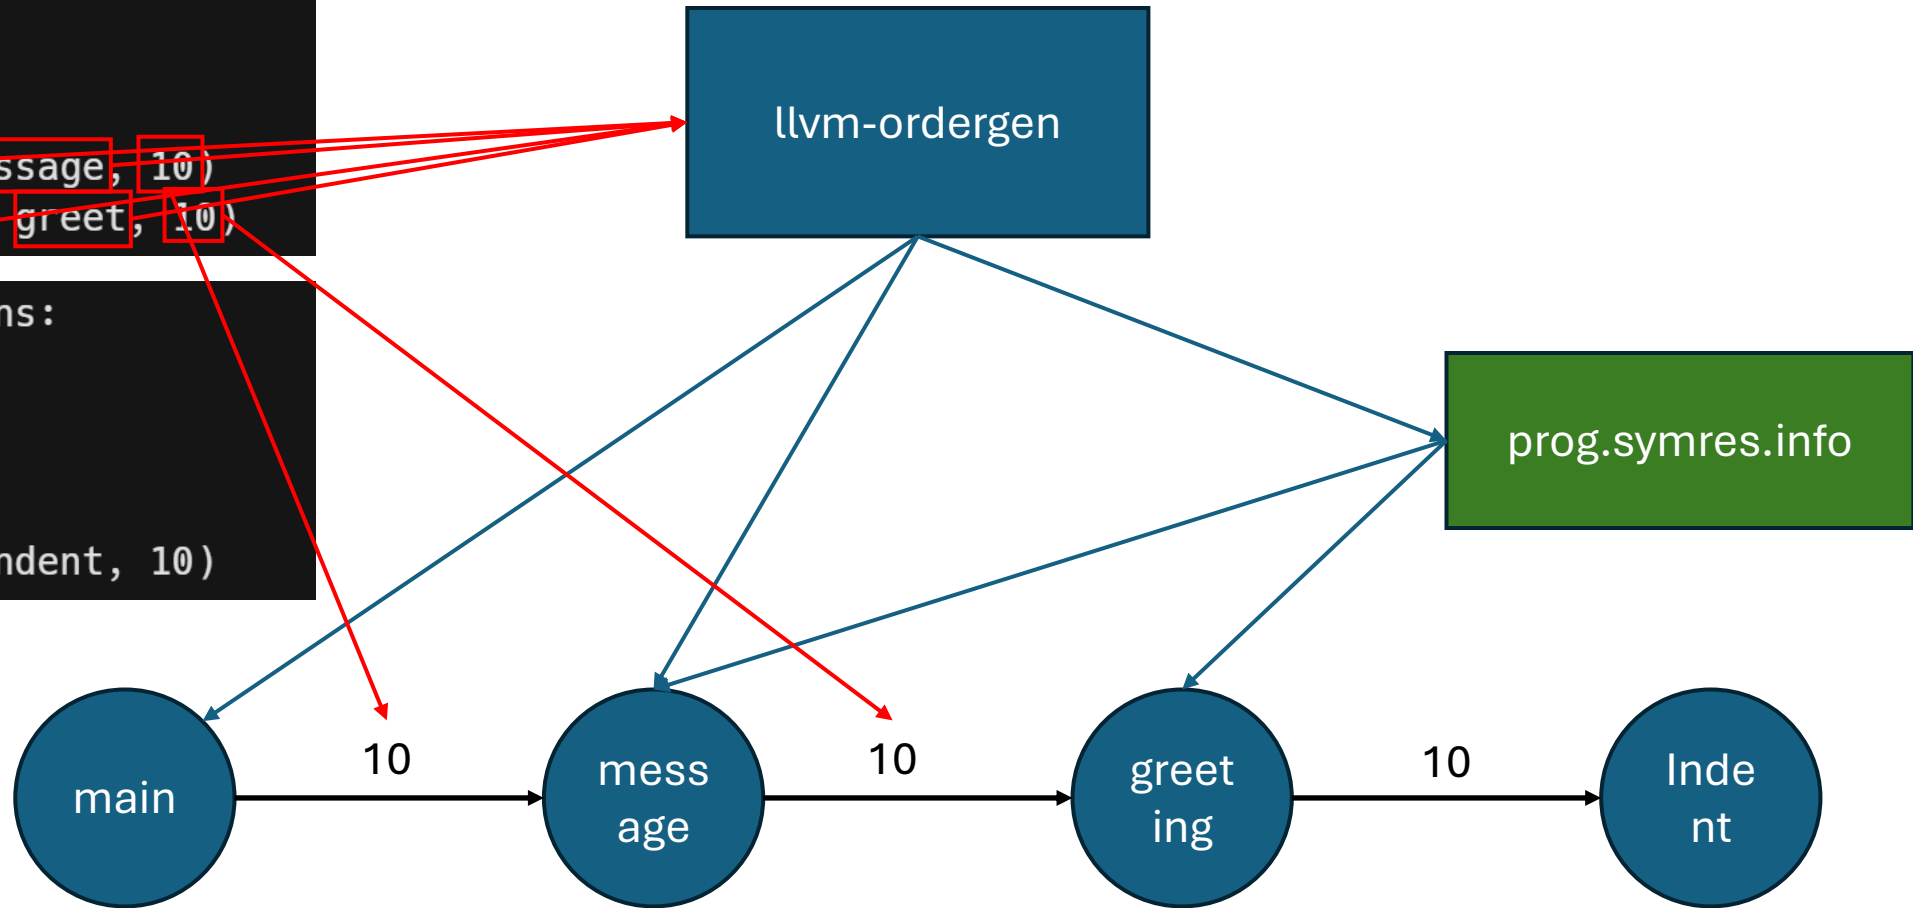 llvm-ordergen
ssage, 10)
greet, 10)
ns:
prog.symres.info
ndent, 10)
10
10
10
main
mess
age
greet
ing
Inde
nt